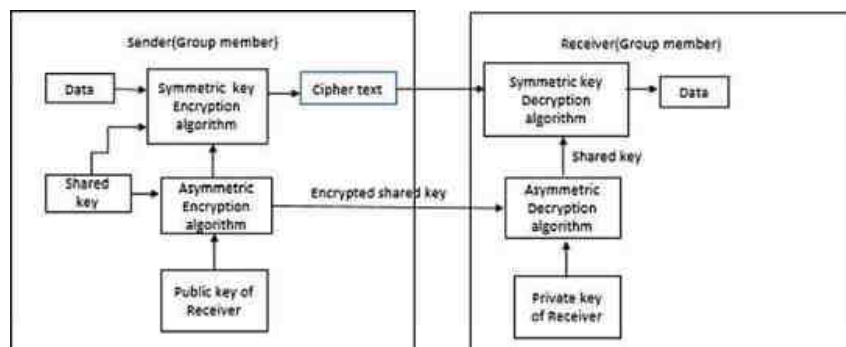 Sender(Group member)
Data
Symmetric key
Encryption
algorithm
Cipher text
Shared
key
Asymmetric
Encryption
algorithm
Public key of
Receiver
Encrypted shared key
Receiver(Group member)
Symmetric key
Decryption
algorithm
Data
Shared key
Asymmetric
Decryption
algorithm
Private key
of Receiver